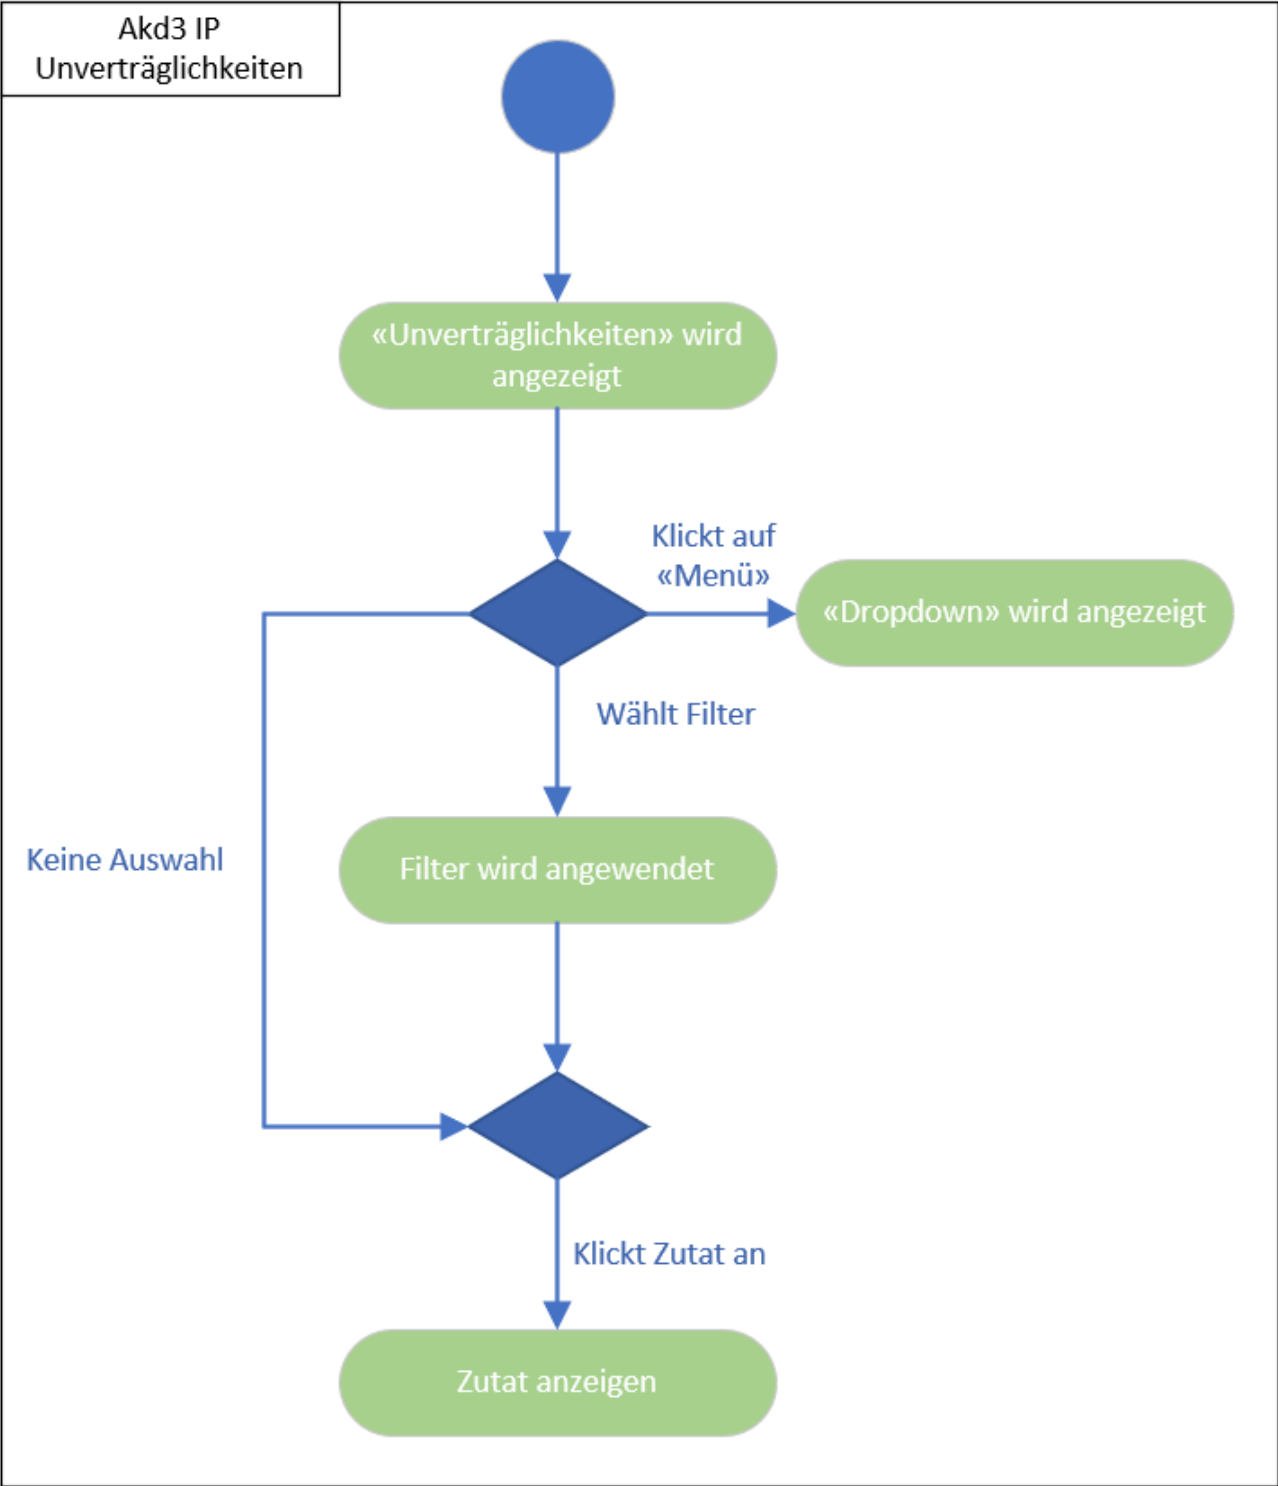 Akd3 IP
Unverträglichkeiten
«Unverträglichkeiten» wird
angezeigt
Klickt auf
«Menü»
«Dropdown» wird angezeigt
Wählt Filter
Keine Auswahl
Filter wird angewendet
Klickt Zutat an
Zutat anzeigen